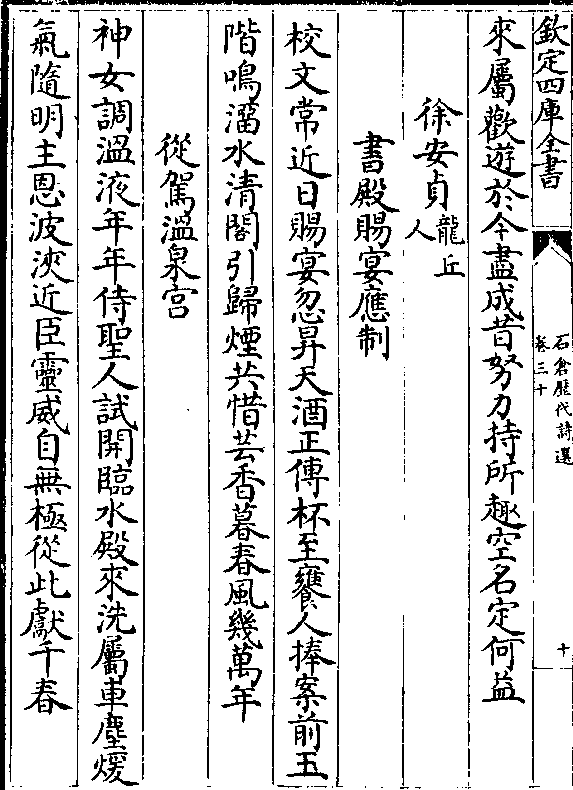 欽定四庫全書
石倉歷代詩選
卷三十
十
來屬歡遊於今盡成昔努力持所趣空名定何益
徐安貞龍丘人
書殿賜宴應制
校文常近日賜宴忽昇天酒正傳杯至饔人捧案前玉
階鳴溜水清閣引歸煙共惜芸香暮春風幾萬年
從駕溫泉宮
神女調溫液年年侍聖人試開臨水殿來洗屬車塵煖
氣隨明主恩波浹近臣靈威自無極從此獻千春